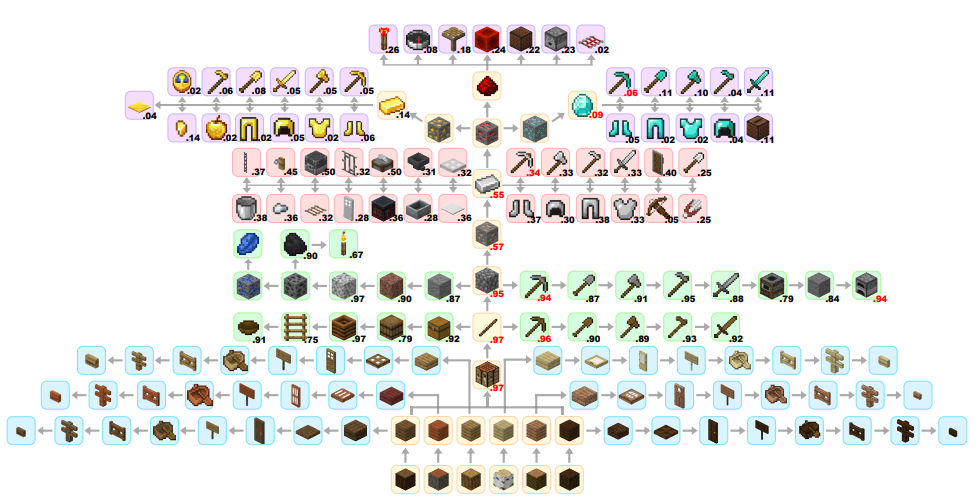 .26 .08 .18 .24 .22 .23 .02
.02 .06 .08 .05 .05 .05 .06 .11 .10 .04 .11
.04 .14 .09
.14 .02 .02 .02 .02 .06 .05 .02 .02 .04 .11
.37 .45 .50 .32 .50 .31 .32 .34 .33 .32 .33 .40 .25
.55
.38 .36 .32 .28 .36 .28 .36 .37 .30 .38 .33 .05 .25
.57
.90 .67
.97 .90 .87 .95 .94 .87 .91 .95 .88 .79 .84 .94
.91 .75 .97 .79 .92 .97 .96 .90 .89 .93 .92
.97